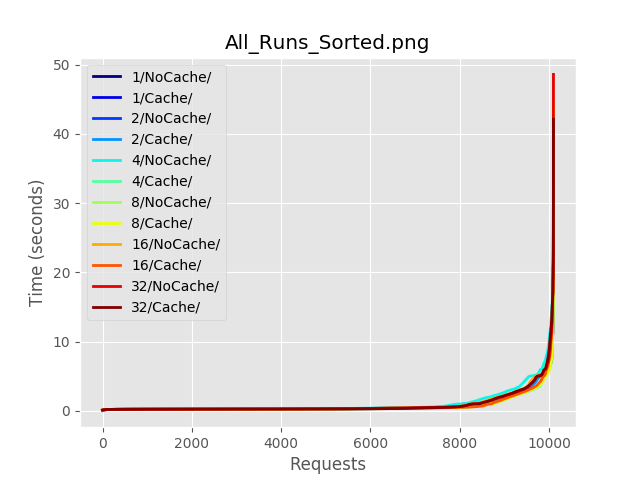 All_Runs_Sorted.png
50
40
30
20
10
0
Time (seconds)
1/NoCache/
1/Cache/
2/NoCache/
2/Cache/
4/NoCache/
4/Cache/
8/NoCache/
8/Cache/
16/NoCache/
16/Cache/
32/NoCache/
32/Cache/
0 2000 4000 6000 8000 10000
Requests